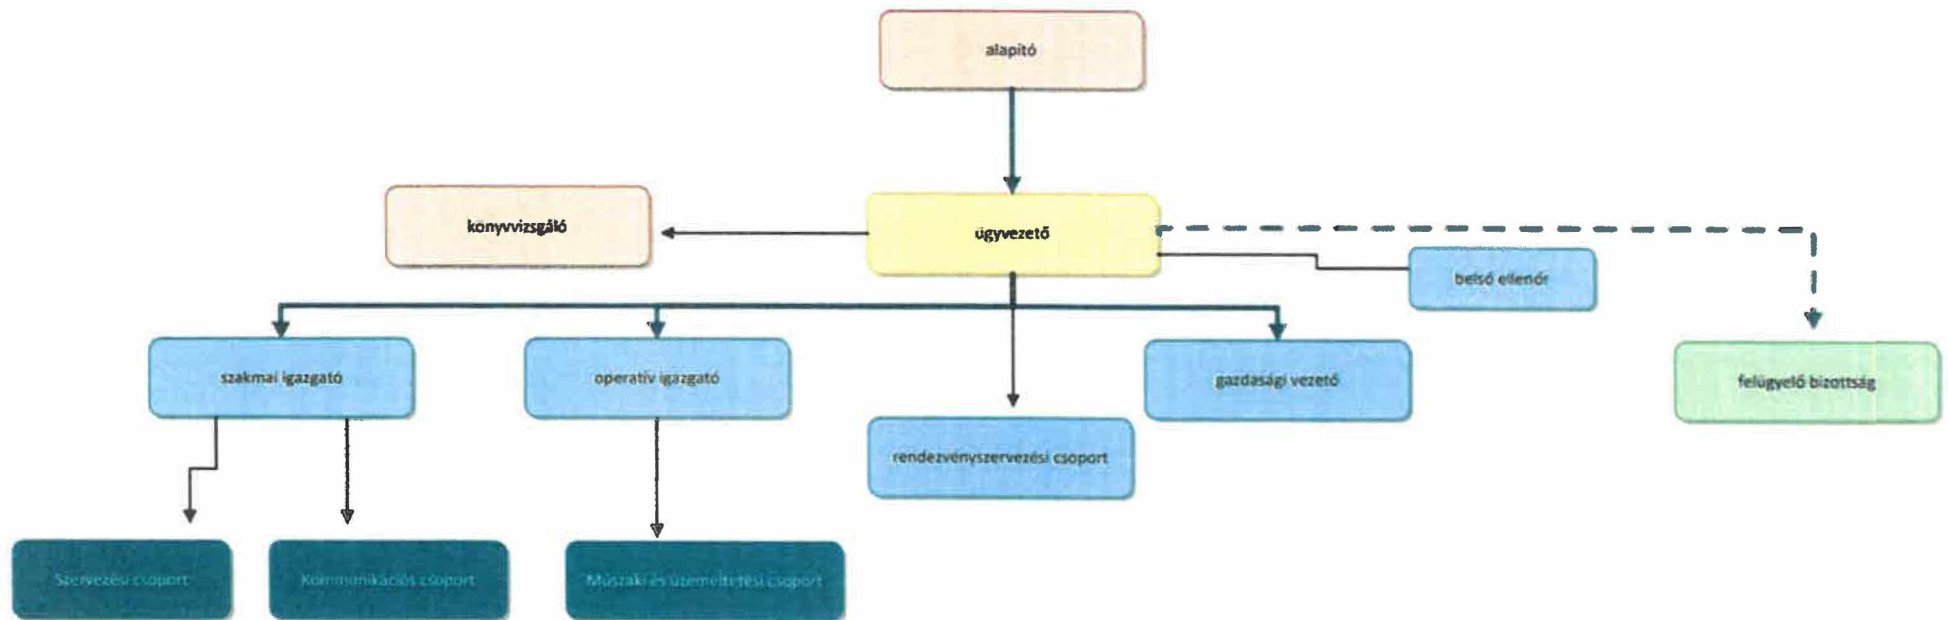 alapító
könyvvizsgáló
ügyvezető
belső ellenőr
szakmai igazgató
operatív igazgató
gazdasági vezető
felügyelő bizottság
rendezvényszervezési csoport
Szervezési csoport
Kommunikációs csoport
Műszaki és üzemeltetési csoport